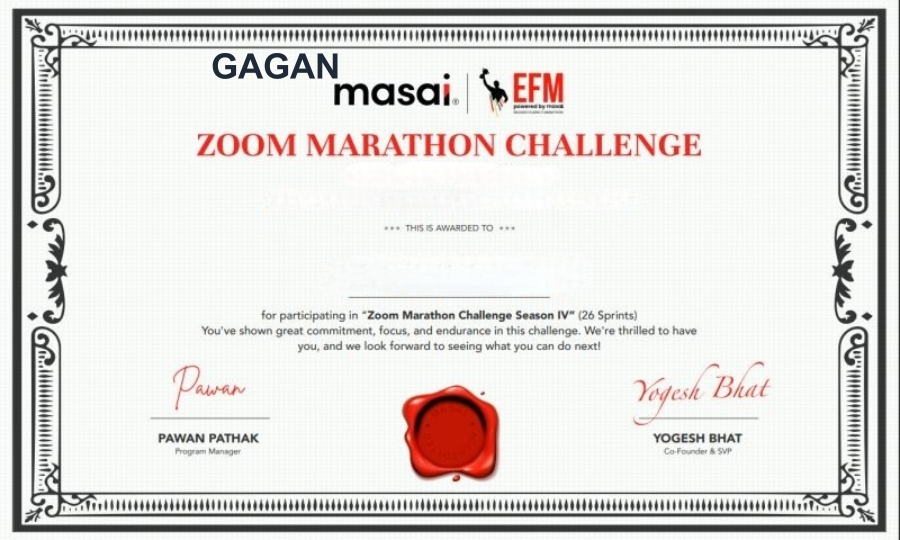 GAGAN
masai®
EFM
powered by masai
ZOOM MARATHON CHALLENGE
*** THIS IS AWARDED TO ***
for participating in “Zoom Marathon Challenge Season IV” (26 Sprints)
You've shown great commitment, focus, and endurance in this challenge. We're thrilled to have
you, and we look forward to seeing what you can do next!
Pawan
Yogesh Bhat
PAWAN PATHAK
YOGESH BHAT
Program Manager
Co-Founder & SVP